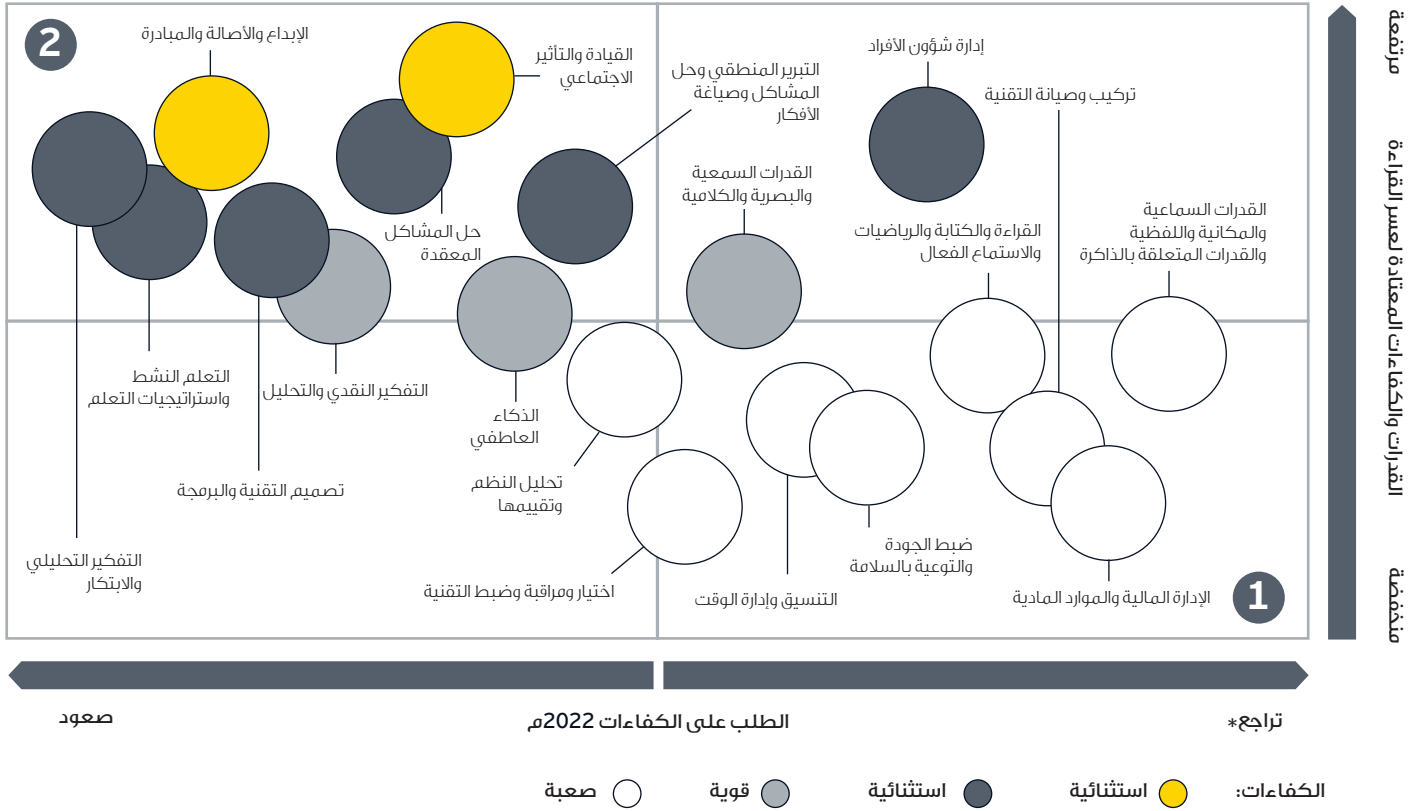 مرتفعة
القدرات والكفاءات المعتادة لعسر القراءة
منخفضة
2
الإبداع والأصالة والمبادرة
القيادة والتأثير
الاجتماعي
التبرير المنطقي وحل
المشاكل وصياغة
الأفكار
إدارة شؤون الأفراد
تركيب وصيانة التقنية
القدرات السمعية
والبصرية والكلامية
القدرات السماعية
والمكانية واللفظية
والقدرات المتعلقة بالذاكرة
القراءة والكتابة والرياضيات
والاستماع الفعال
حل المشاكل
المعقدة
التعلم النشط
واستراتيجيات التعلم
التفكير النقدي والتحليل
الذكاء
العاطفي
تحليل النظم
وتقييمها
تصميم التقنية والبرمجة
التفكير التحليلي
والابتكار
اختيار ومراقبة وضبط التقنية
التنسيق وإدارة الوقت
ضبط الجودة
والتوعية بالسلامة
الإدارة المالية والموارد المادية
1
تراجع*
الطلب على الكفاءات 2022م
صعود
الكفاءات: استثنائية استثنائية قوية صعبة